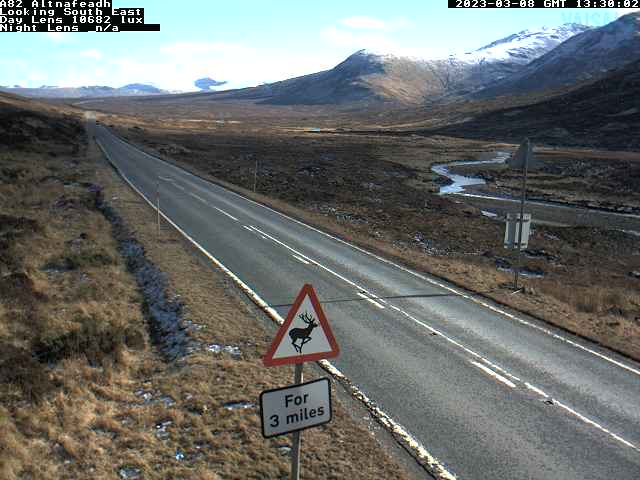 A82 Altnafeadh
Looking South East
Day Lens 10682 lux
Night Lens n/a
2023-03-08 GMT 13:30:02
VAISALA
For
3 miles